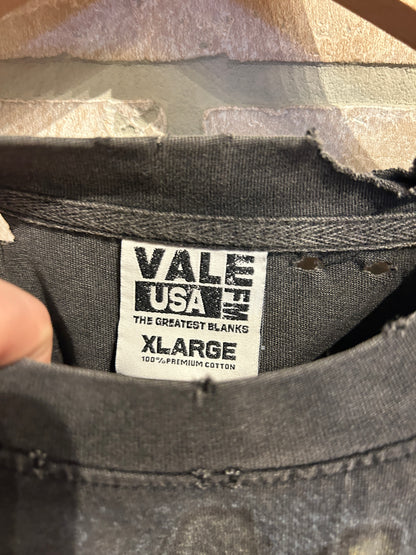 VALE
USA
FM
THE GREATEST BLANKS
XLARGE
100% PREMIUM COTTON